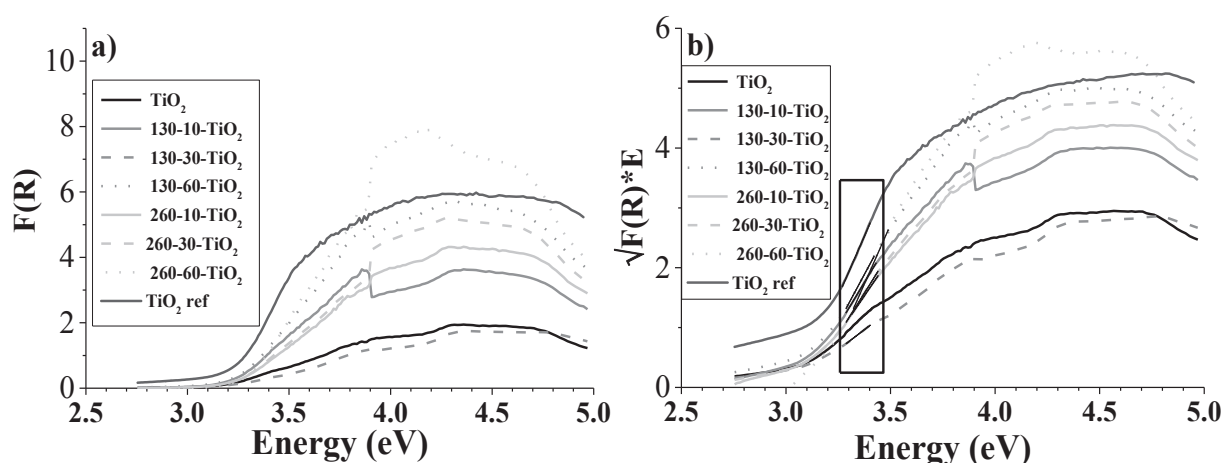 a)
F(R)
10
8
6
4
2
0
TiO₂
130-10-TiO₂
130-30-TiO₂
130-60-TiO₂
260-10-TiO₂
260-30-TiO₂
260-60-TiO₂
TiO₂ ref
2.5 3.0 3.5 4.0 4.5 5.0
Energy (eV)
b)
√F(R)*E
6
4
2
0
TiO₂
130-10-TiO₂
130-30-TiO₂
130-60-TiO₂
260-10-TiO₂
260-30-TiO₂
260-60-TiO₂
TiO₂ ref
2.5 3.0 3.5 4.0 4.5 5.0
Energy (eV)